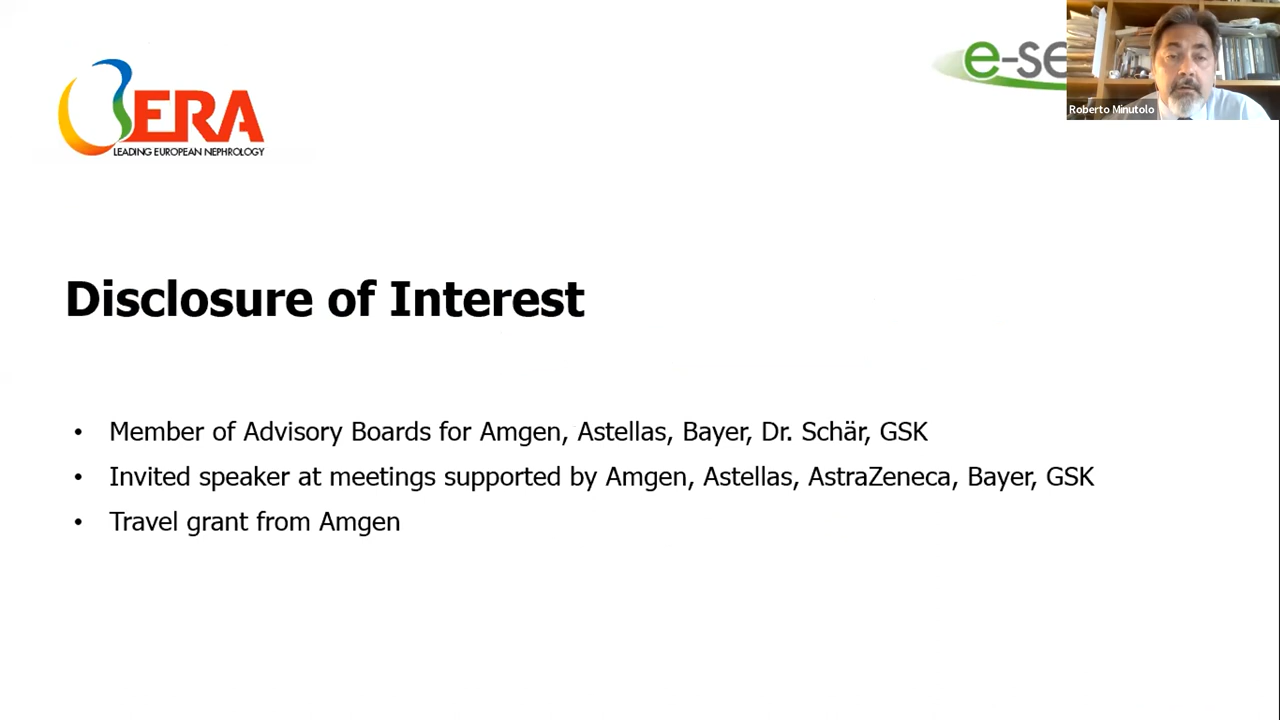 ERA
LEADING EUROPEAN NEPHROLOGY
Roberto Minutolo
Disclosure of Interest
• Member of Advisory Boards for Amgen, Astellas, Bayer, Dr. Schär, GSK
• Invited speaker at meetings supported by Amgen, Astellas, AstraZeneca, Bayer, GSK
• Travel grant from Amgen